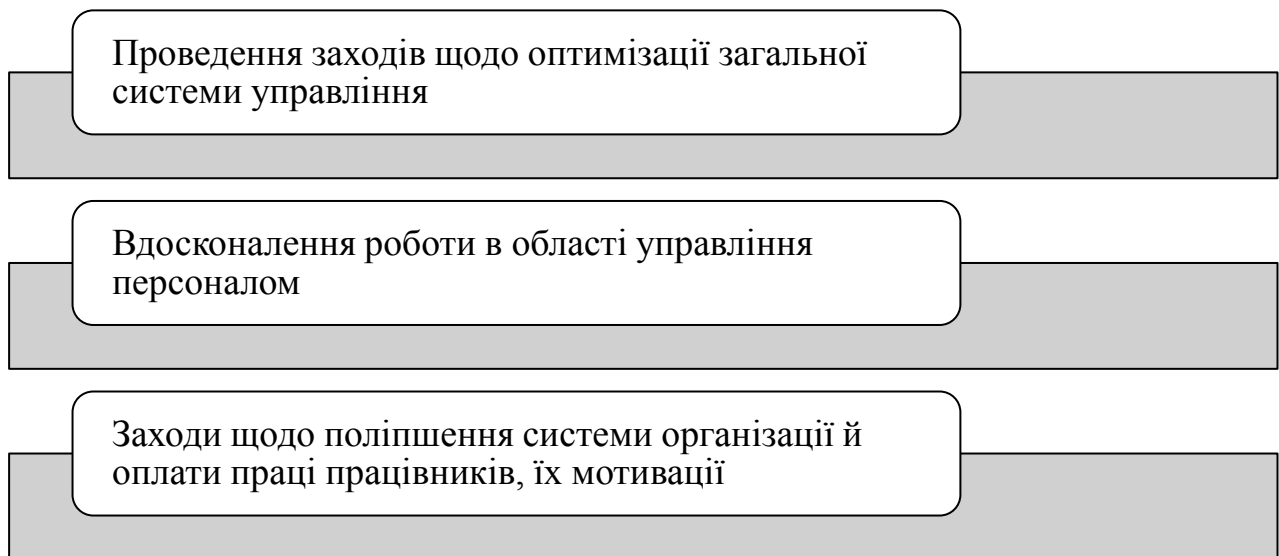 Проведення заходів щодо оптимізації загальної
системи управління
Вдосконалення роботи в області управління
персоналом
Заходи щодо поліпшення системи організації й
оплати праці працівників, їх мотивації